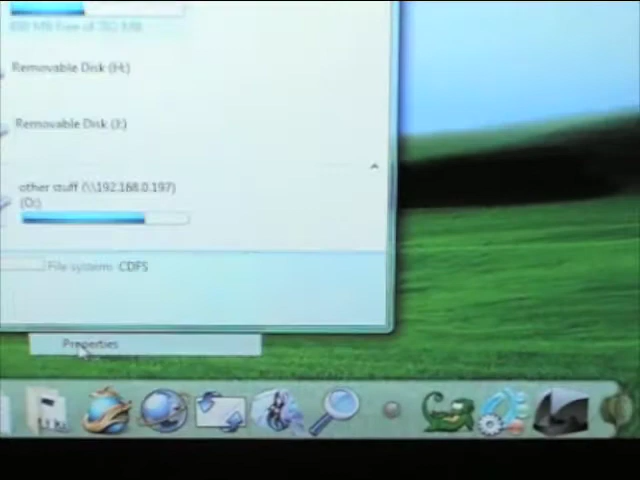 Removable Disk (H:)
Removable Disk (I:)
other stuff (\\192.168.0.197)
(O:)
File system: CDFS
Properties